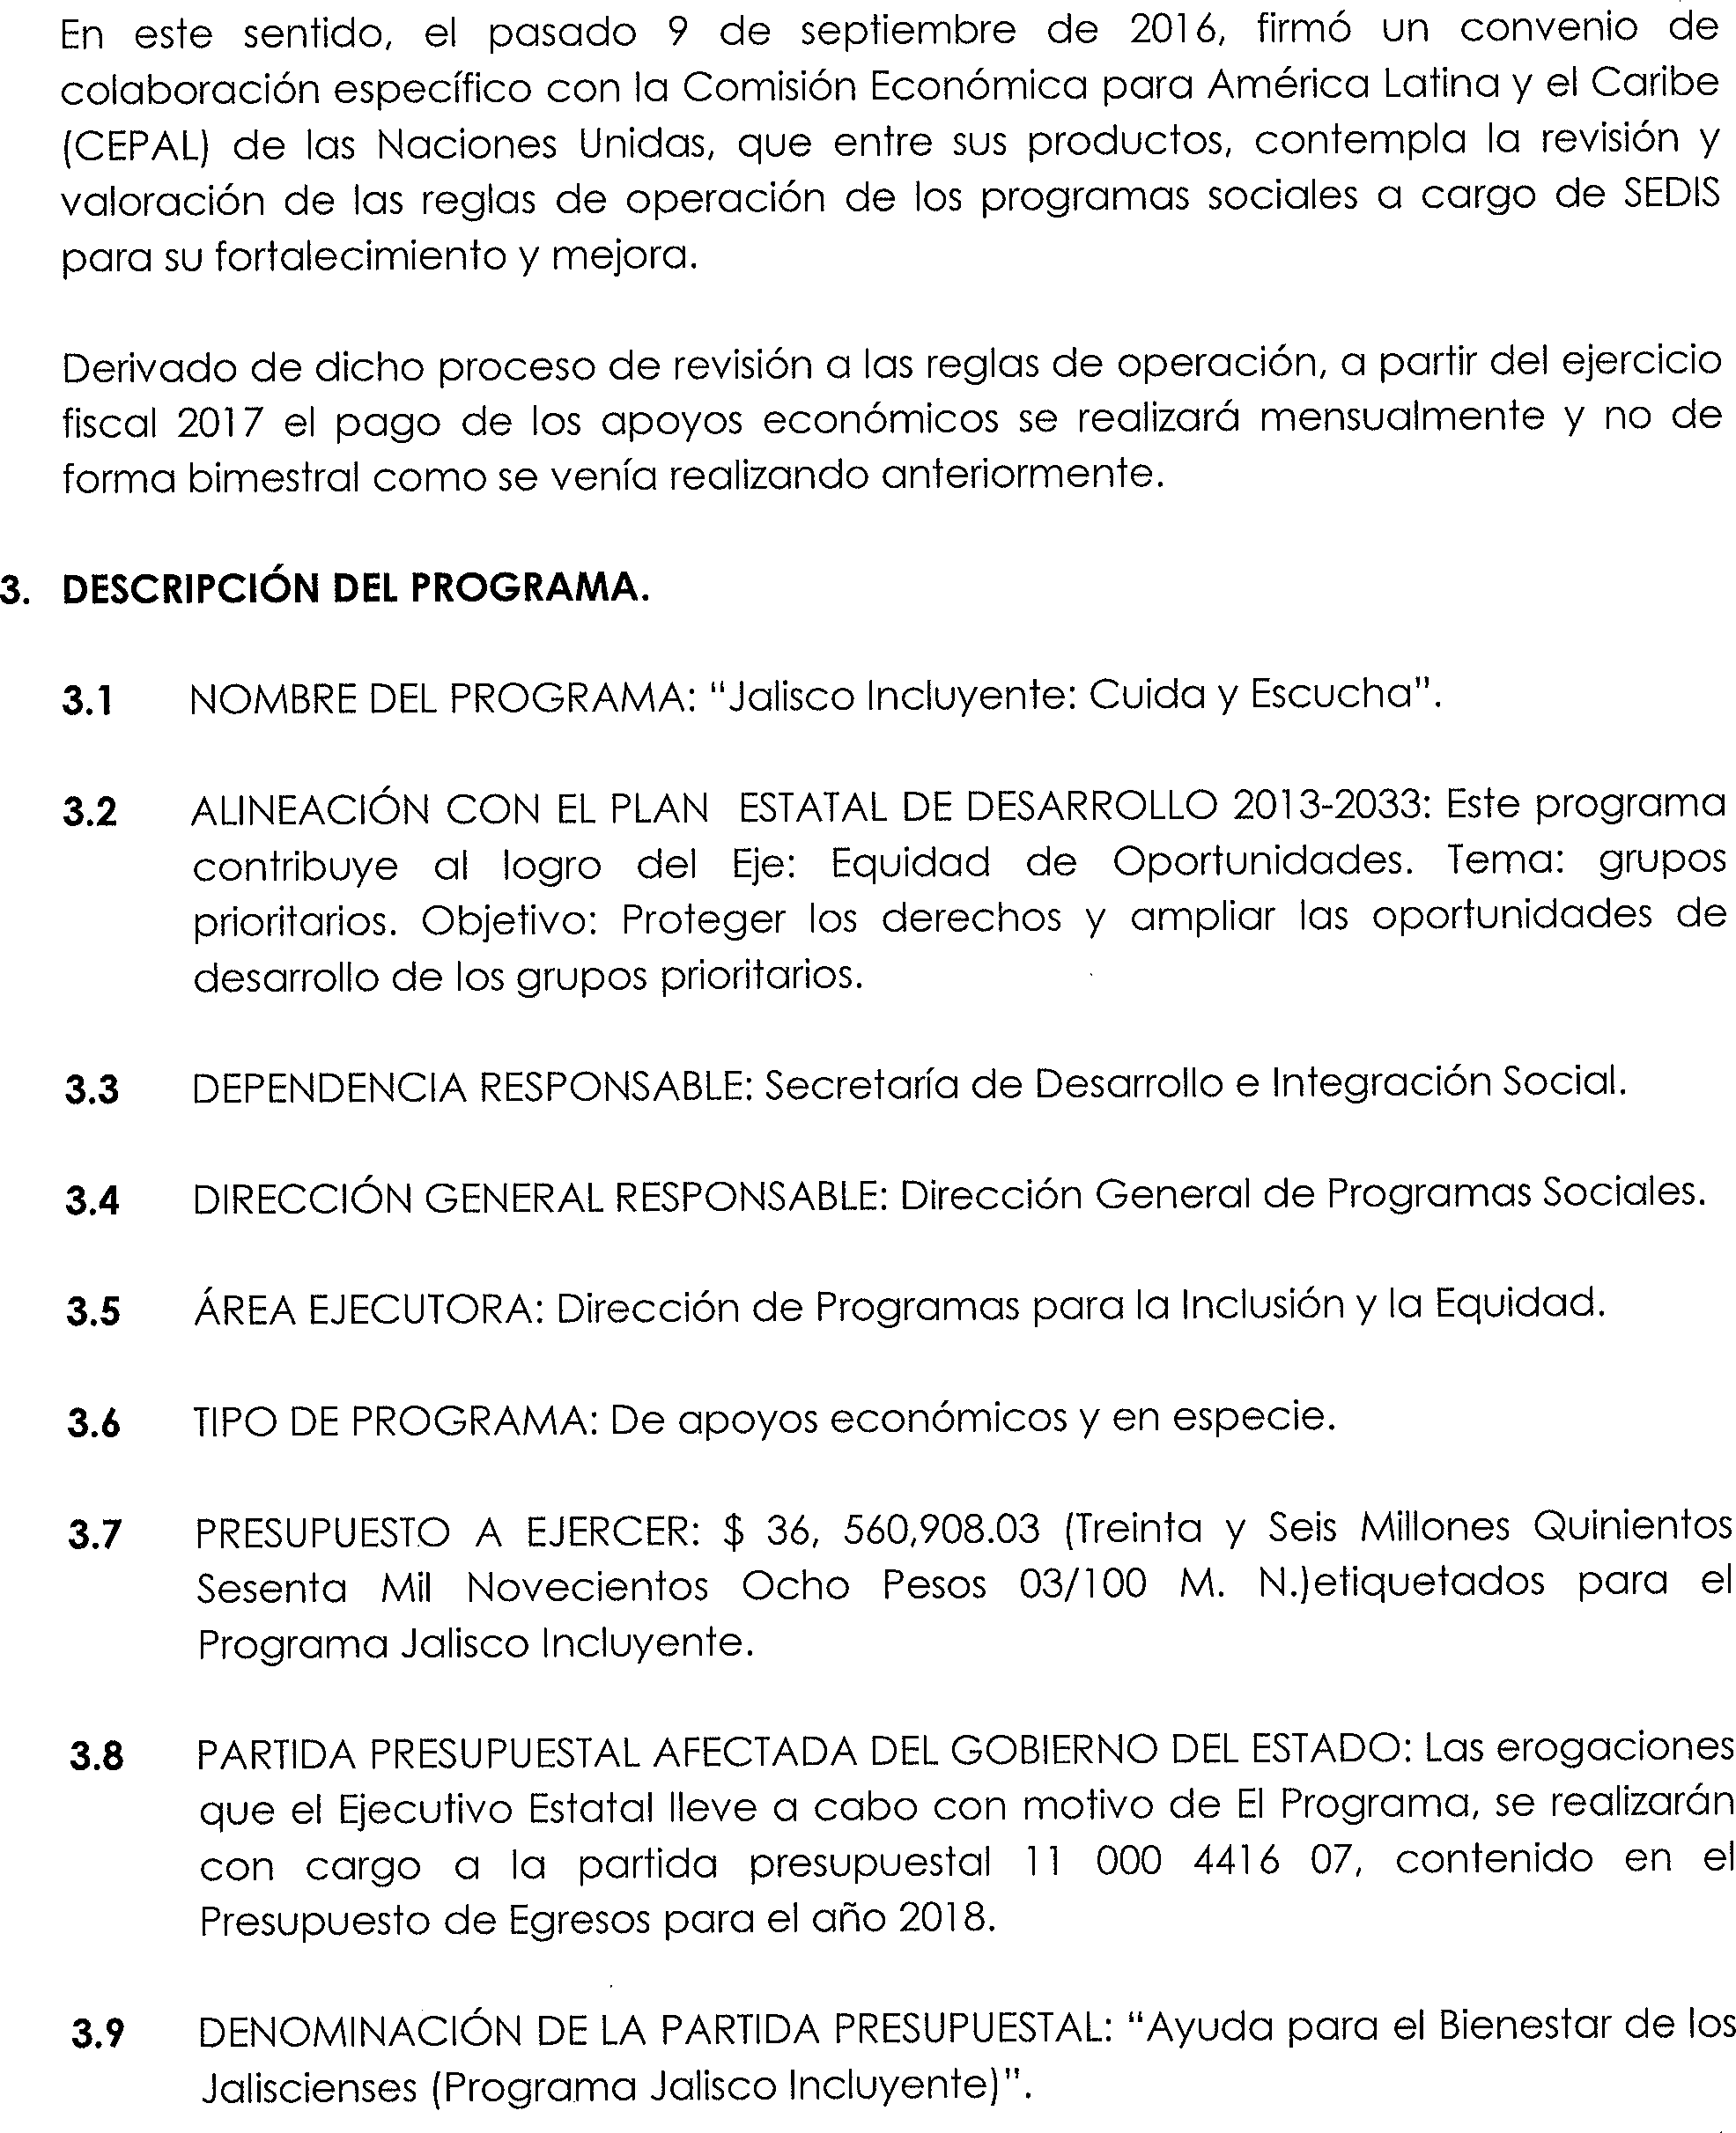 En este sentido, el pasado 9 de septiembre de 2016, firmó un convenio de
colaboración específico con la Comisión Económica para América Latina y el Caribe
(CEPAL) de las Naciones Unidas, que entre sus productos, contempla la revisión y
valoración de las reglas de operación de los programas sociales a cargo de SEDIS
para su fortalecimiento y mejora.
Derivado de dicho proceso de revisión a las reglas de operación, a partir del ejercicio
fiscal 2017 el pago de los apoyos económicos se realizará mensualmente y no de
forma bimestral como se venía realizando anteriormente.
3. DESCRIPCIÓN DEL PROGRAMA.
3.1 NOMBRE DEL PROGRAMA: "Jalisco Incluyente: Cuida y Escucha".
3.2 ALINEACIÓN CON EL PLAN ESTATAL DE DESARROLLO 2013-2033: Este programa
contribuye al logro del Eje: Equidad de Oportunidades. Tema: grupos
prioritarios. Objetivo: Proteger los derechos y ampliar las oportunidades de
desarrollo de los grupos prioritarios.
3.3 DEPENDENCIA RESPONSABLE: Secretaría de Desarrollo e Integración Social.
3.4 DIRECCIÓN GENERAL RESPONSABLE: Dirección General de Programas Sociales.
3.5 ÁREA EJECUTORA: Dirección de Programas para la Inclusión y la Equidad.
3.6 TIPO DE PROGRAMA: De apoyos económicos y en especie.
3.7 PRESUPUESTO A EJERCER: $ 36, 560,908.03 (Treinta y Seis Millones Quinientos
Sesenta Mil Novecientos Ocho Pesos 03/100 M. N.)etiquetados para el
Programa Jalisco Incluyente.
3.8 PARTIDA PRESUPUESTAL AFECTADA DEL GOBIERNO DEL ESTADO: Las erogaciones
que el Ejecutivo Estatal lleve a cabo con motivo de El Programa, se realizarán
con cargo a la partida presupuestal 11 000 4416 07, contenido en el
Presupuesto de Egresos para el año 2018.
3.9 DENOMINACIÓN DE LA PARTIDA PRESUPUESTAL: "Ayuda para el Bienestar de los
Jaliscienses (Programa Jalisco Incluyente)".